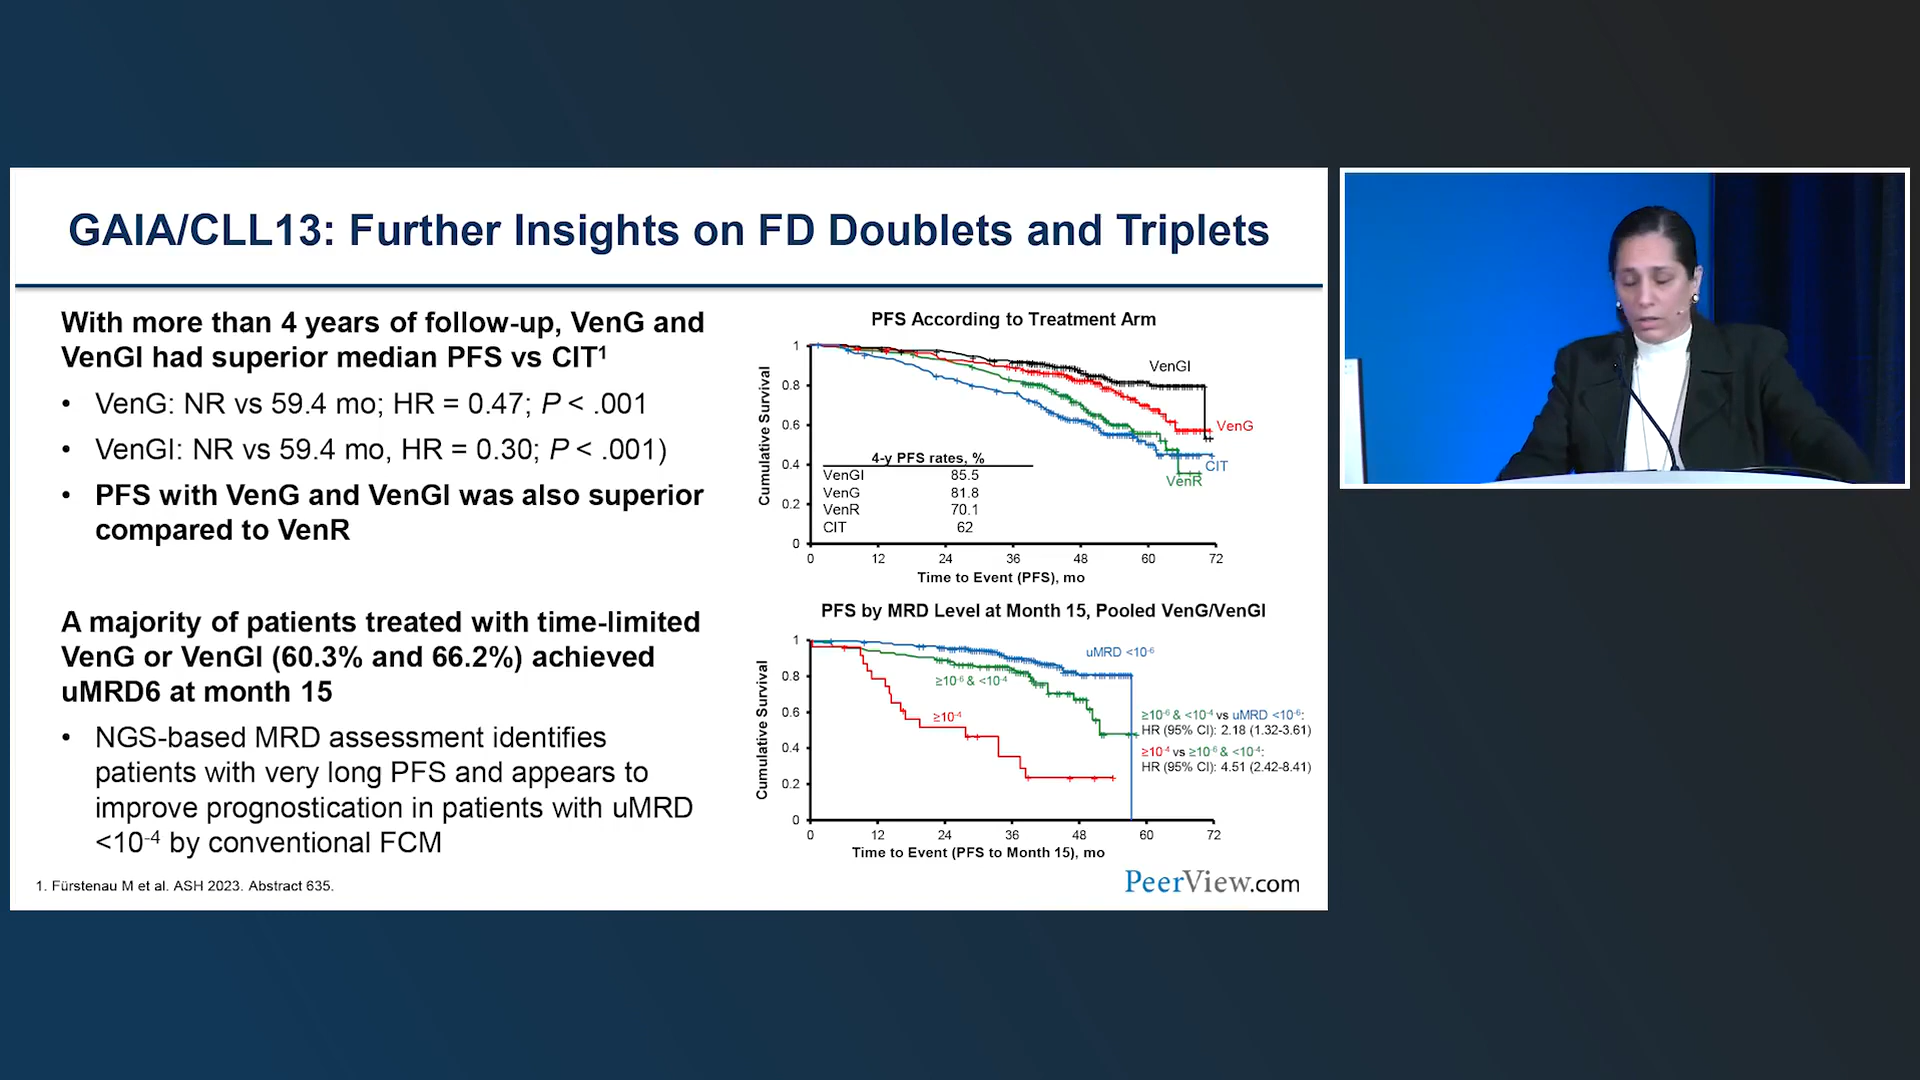 GAIA/CLL13: Further Insights on FD Doublets and Triplets
With more than 4 years of follow-up, VenG and
VenGI had superior median PFS vs CIT¹
• VenG: NR vs 59.4 mo; HR = 0.47; P < .001
• VenGI: NR vs 59.4 mo, HR = 0.30; P < .001)
• PFS with VenG and VenGI was also superior
compared to VenR
A majority of patients treated with time-limited
VenG or VenGI (60.3% and 66.2%) achieved
uMRD6 at month 15
• NGS-based MRD assessment identifies
patients with very long PFS and appears to
improve prognostication in patients with uMRD
<10⁻⁴ by conventional FCM
1. Fürstenau M et al. ASH 2023. Abstract 635.
PFS According to Treatment Arm
Cumulative Survival
1
0.8
0.6
0.4
0.2
0
VenGI
VenG
CIT
VenR
4-y PFS rates, %
VenGI 85.5
VenG 81.8
VenR 70.1
CIT 62
0 12 24 36 48 60 72
Time to Event (PFS), mo
PFS by MRD Level at Month 15, Pooled VenG/VenGI
Cumulative Survival
1
0.8
0.6
0.4
0.2
0
uMRD <10⁻⁶
≥10⁻⁶ & <10⁻⁴
≥10⁻⁴
≥10⁻⁶ & <10⁻⁴ vs uMRD <10⁻⁶:
HR (95% CI): 2.18 (1.32-3.61)
≥10⁻⁴ vs ≥10⁻⁶ & <10⁻⁴:
HR (95% CI): 4.51 (2.42-8.41)
0 12 24 36 48 60 72
Time to Event (PFS to Month 15), mo
PeerView.com